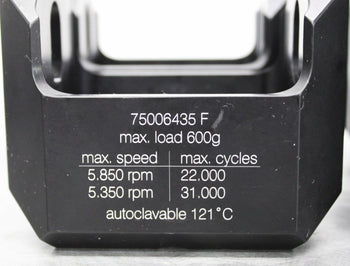 75006435 F
max. load 600g
max. speed max. cycles
5.850 rpm 22.000
5.350 rpm 31.000
autoclavable 121°C